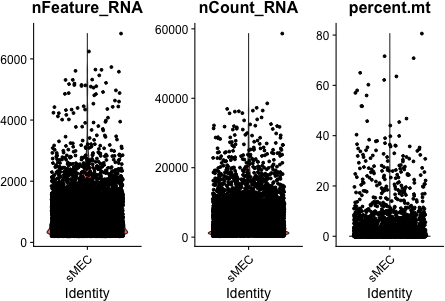 nFeature_RNA
6000
4000
2000
0
sMEC
Identity
nCount_RNA
60000
40000
20000
0
sMEC
Identity
percent.mt
80
60
40
20
0
sMEC
Identity